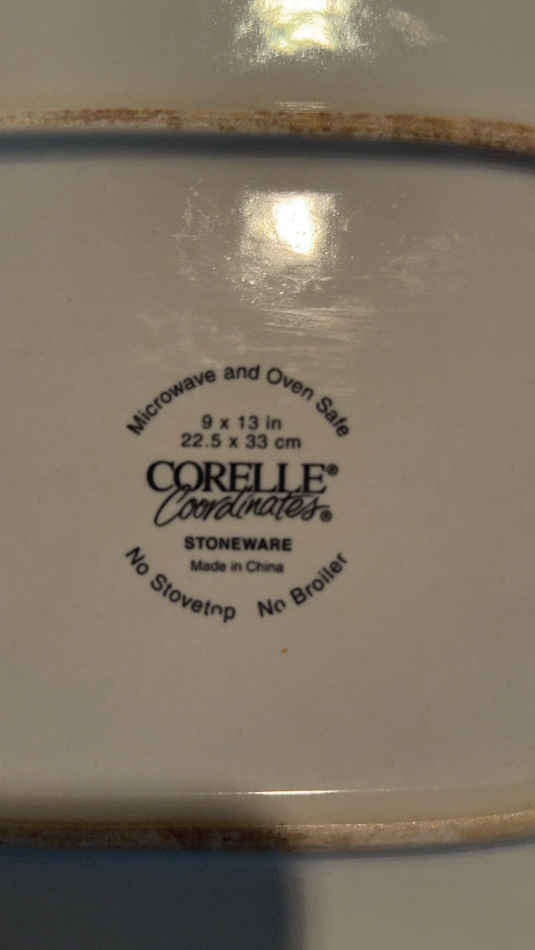 Microwave and Oven Safe
9 x 13 in
22.5 x 33 cm
CORELLE®
Coordinates®
STONEWARE
Made in China
No Stovetop No Broiler